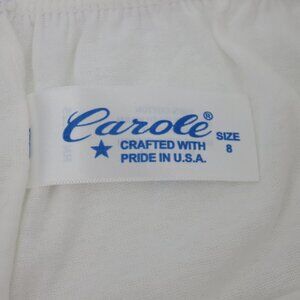 Carole®
SIZE
8
CRAFTED WITH
PRIDE IN U.S.A.